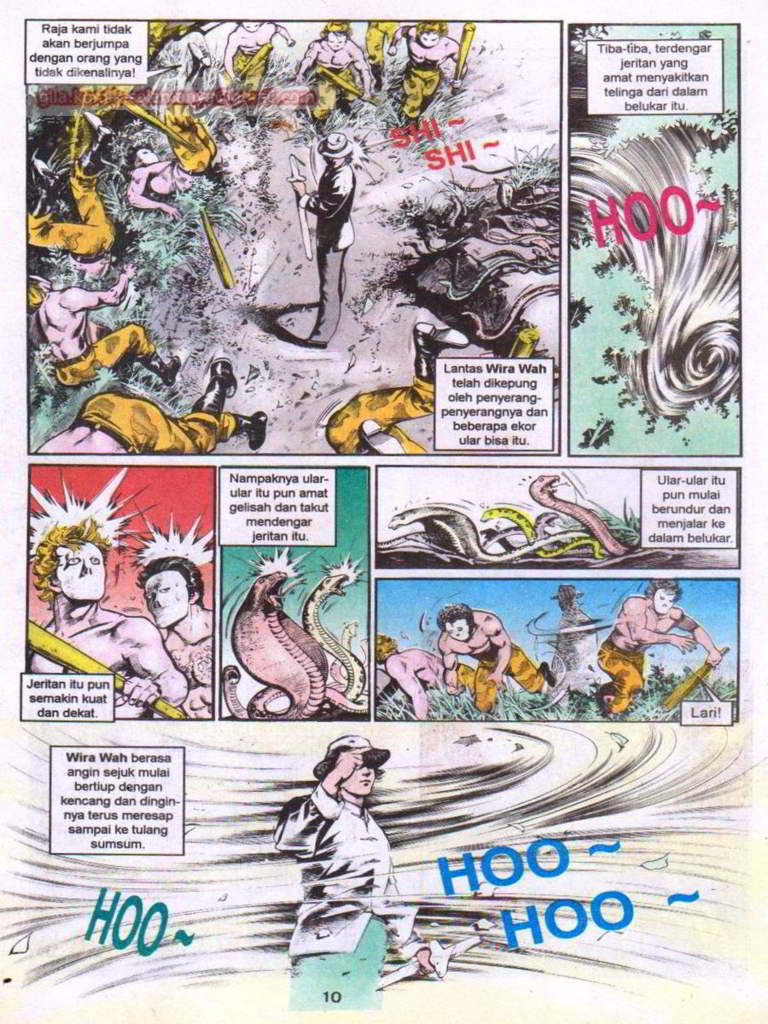 Raja kami tidak
akan berjumpa
dengan orang yang
tidak dikenalinya!
SHI ~
SHI ~
Lantas Wira Wah
telah dikepung
oleh penyerang-
penyerangnya dan
beberapa ekor
ular bisa itu.
Tiba-tiba, terdengar
jeritan yang
amat menyakitkan
telinga dari dalam
belukar itu.
HOO~
Jeritan itu pun
semakin kuat
dan dekat.
Nampaknya ular-
ular itu pun amat
gelisah dan takut
mendengar
jeritan itu.
Ular-ular itu
pun mulai
berundur dan
menjalar ke
dalam belukar.
Lari!
Wira Wah berasa
angin sejuk mulai
bertiup dengan
kencang dan dingin-
nya terus meresap
sampai ke tulang
sumsum.
HOO ~
HOO ~
HOO ~
10